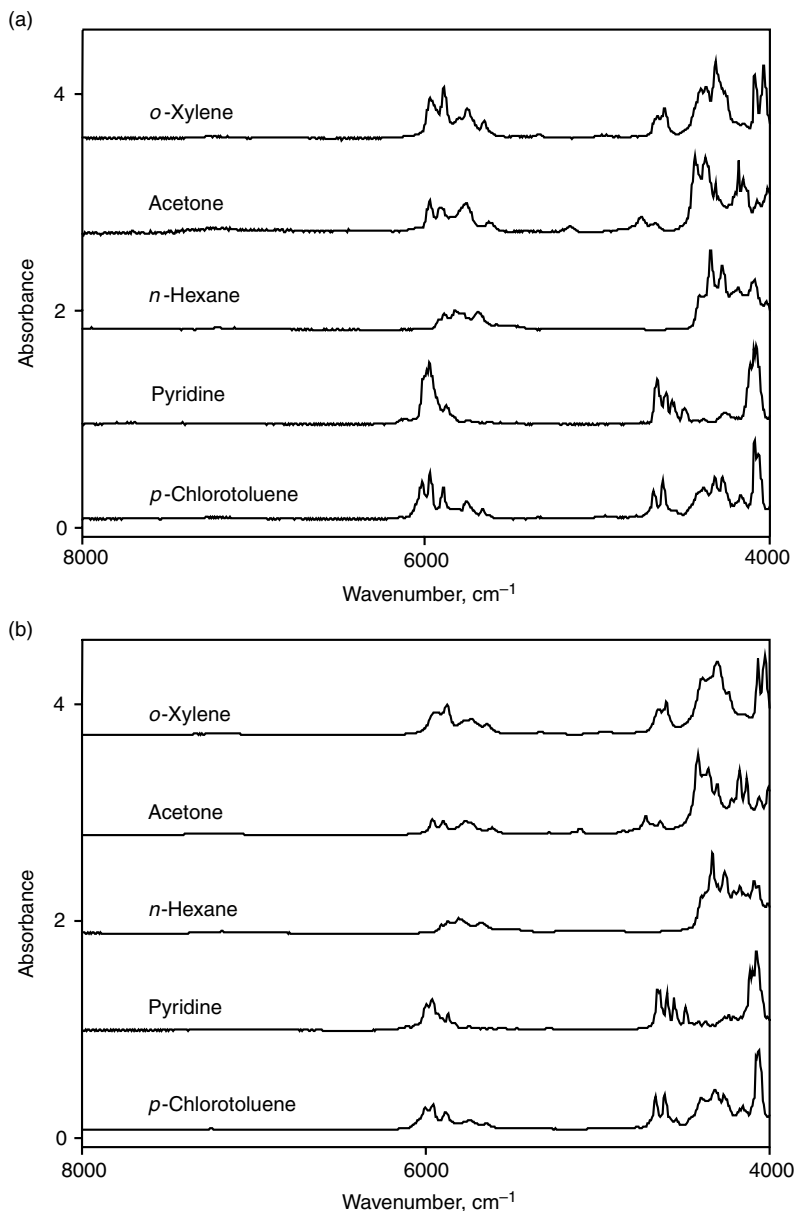 (a)
4
o-Xylene
Acetone
2
n-Hexane
Pyridine
p-Chlorotoluene
0
8000 6000 4000
Wavenumber, cm⁻¹
Absorbance
(b)
4
o-Xylene
Acetone
2
n-Hexane
Pyridine
p-Chlorotoluene
0
8000 6000 4000
Wavenumber, cm⁻¹
Absorbance